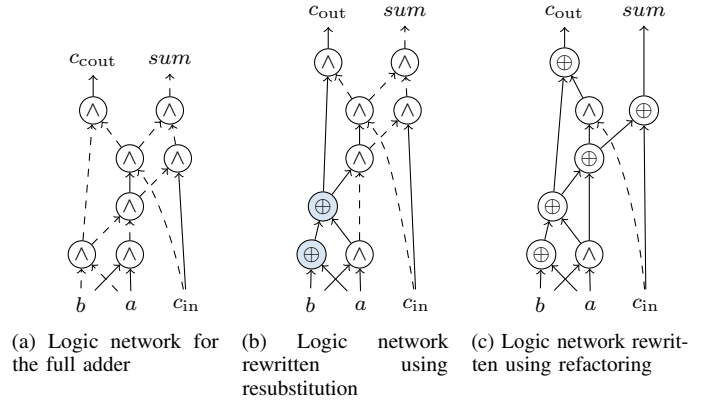 c_cout sum
∧ ∧
∧ ∧
∧
∧ ∧
b a c_in
(a) Logic network for
the full adder
c_out sum
∧ ∧
∧ ∧
∧
⊕
⊕ ∧
b a c_in
(b) Logic network
rewritten using
resubstitution
c_out sum
⊕
∧ ⊕
⊕
⊕
⊕ ∧
b a c_in
(c) Logic network rewrit-
ten using refactoring